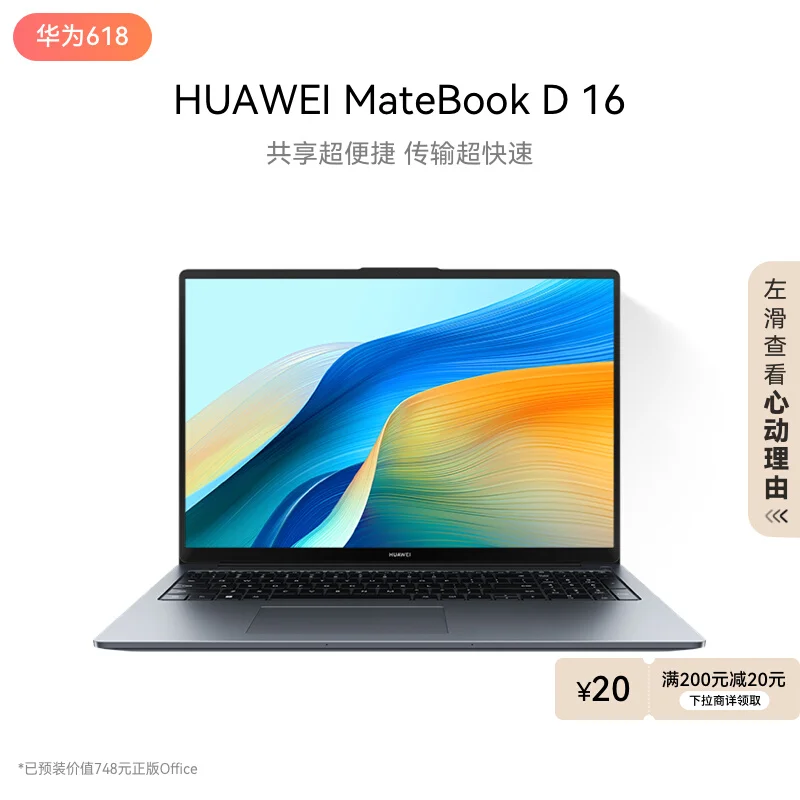 华为618
HUAWEI MateBook D 16
共享超便捷 传输超快速
左滑查看心动理由
HUAWEI
¥20
满200元减20元
下拉商详领取
*已预装价值748元正版Office